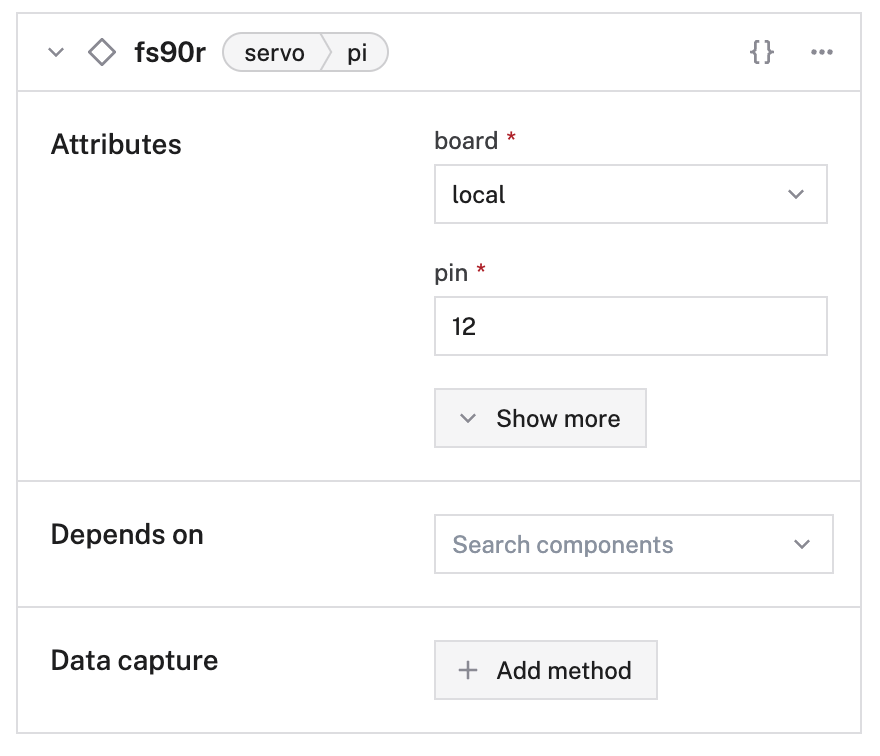 fs90r servo pi {} ...
Attributes
board *
local
pin *
12
Show more
Depends on
Search components
Data capture
+ Add method